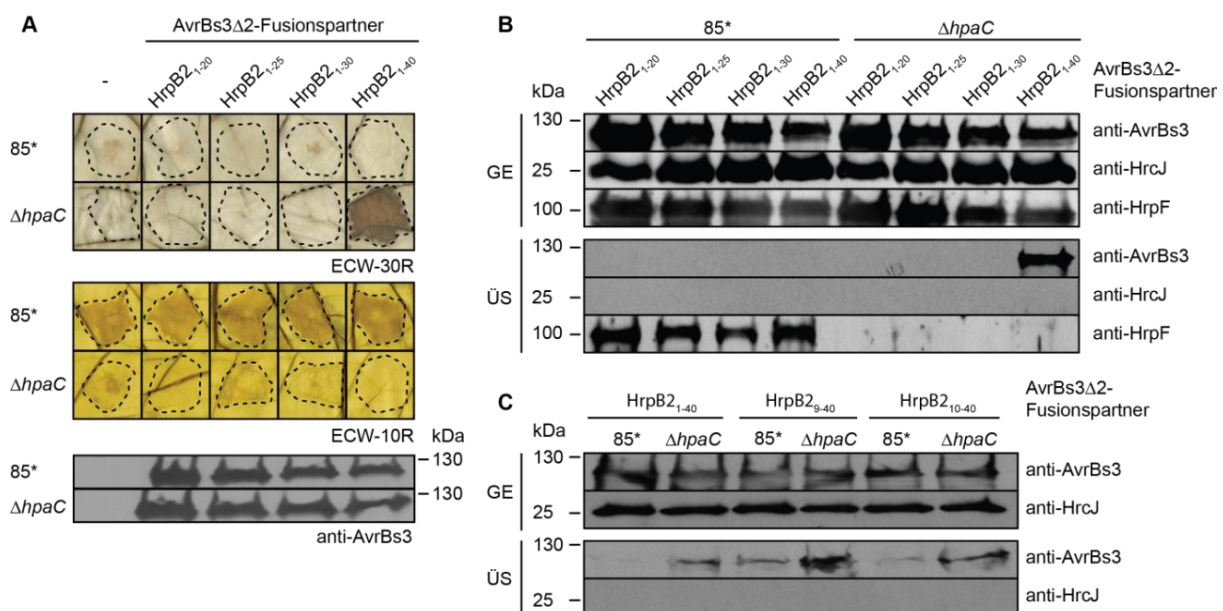 A
AvrBs3Δ2-Fusionspartner
- HrpB2₁₋₂₀ HrpB2₁₋₂₅ HrpB2₁₋₃₀ HrpB2₁₋₄₀
85*
ΔhpaC
ECW-30R
85*
ΔhpaC
ECW-10R kDa
85* - 130
ΔhpaC - 130
anti-AvrBs3
B
85* ΔhpaC
kDa HrpB2₁₋₂₀ HrpB2₁₋₂₅ HrpB2₁₋₃₀ HrpB2₁₋₄₀ HrpB2₁₋₂₀ HrpB2₁₋₂₅ HrpB2₁₋₃₀ HrpB2₁₋₄₀ AvrBs3Δ2-
Fusionspartner
130 – anti-AvrBs3
GE 25 – anti-HrcJ
100 – anti-HrpF
130 – anti-AvrBs3
ÜS 25 – anti-HrcJ
100 – anti-HrpF
C
HrpB2₁₋₄₀ HrpB2₉₋₄₀ HrpB2₁₀₋₄₀ AvrBs3Δ2-
Fusionspartner
kDa 85* ΔhpaC 85* ΔhpaC 85* ΔhpaC
130 – anti-AvrBs3
GE
25 – anti-HrcJ
130 – anti-AvrBs3
ÜS
25 – anti-HrcJ